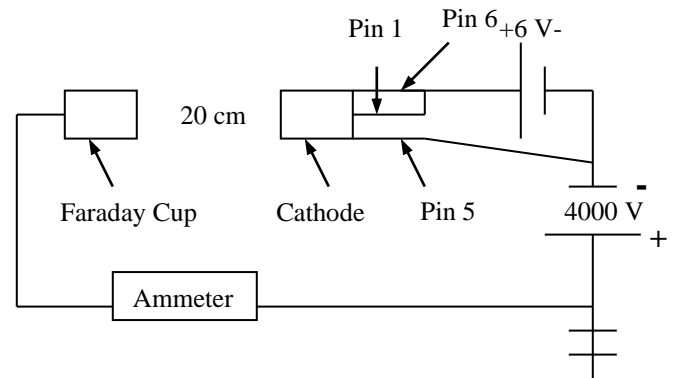 Pin 1
Pin 6
+6 V-
20 cm
Faraday Cup
Cathode
Pin 5
-
4000 V
+
Ammeter